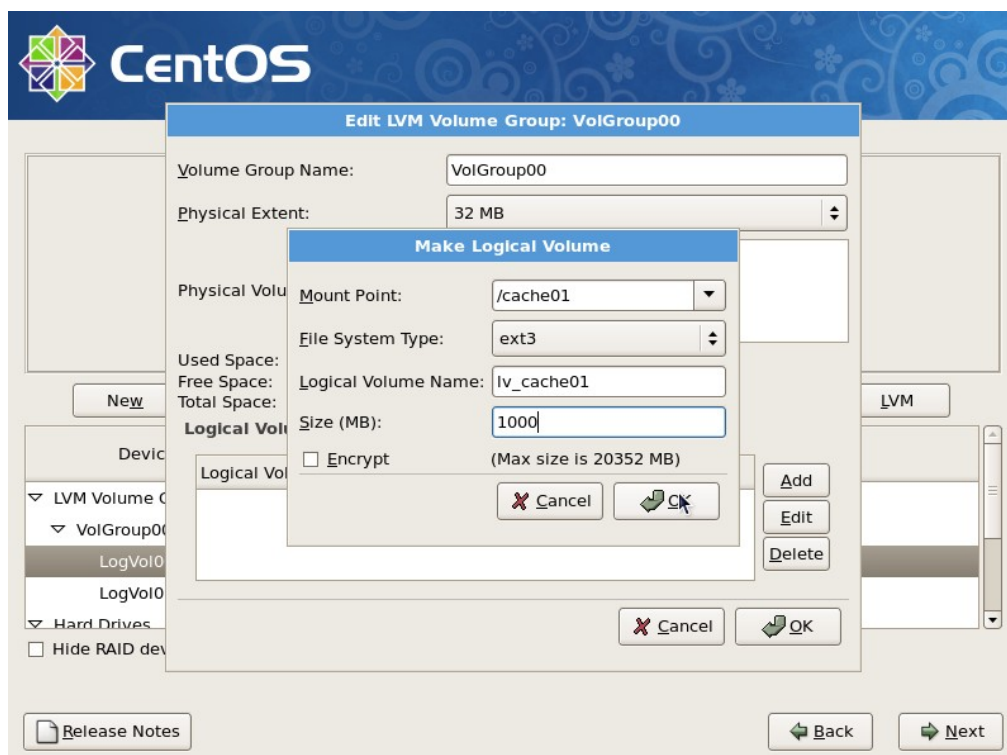 CentOS
Edit LVM Volume Group: VolGroup00
Volume Group Name: VolGroup00
Physical Extent: 32 MB
Make Logical Volume
Physical Volu
Mount Point: /cache01
File System Type: ext3
Used Space:
Free Space:
Total Space:
Logical Volume Name: lv_cache01
New
LVM
Size (MB): 1000
Logical Volu
Encrypt (Max size is 20352 MB)
Devic
Logical Vol
Add
LVM Volume G
Cancel OK
Edit
VolGroup00
LogVol0
Delete
LogVol0
Hard Drives
Cancel OK
Hide RAID dev
Release Notes Back Next